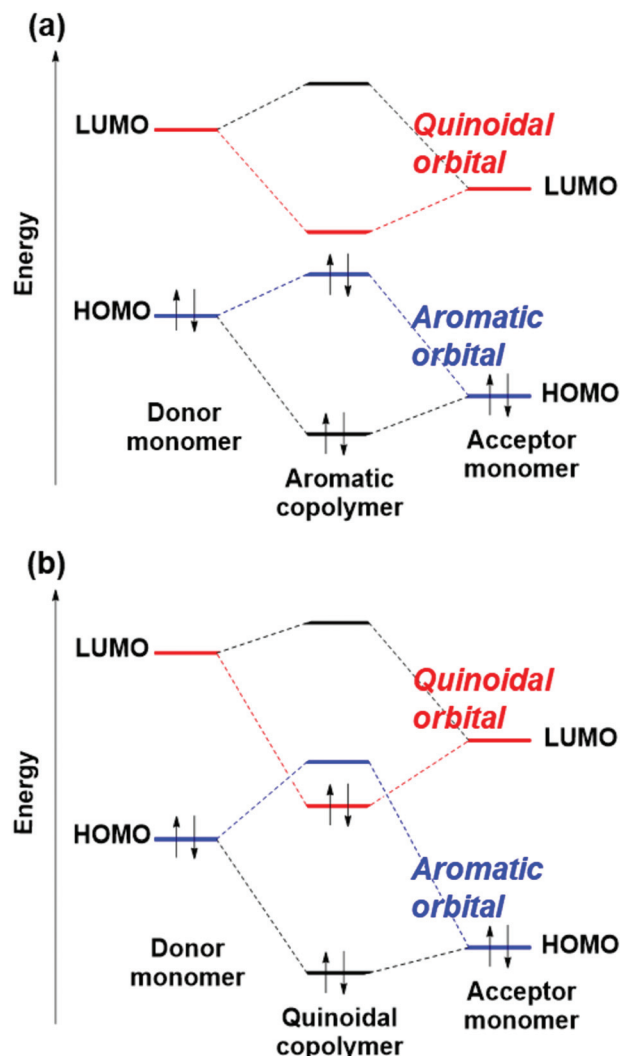 (a)
LUMO
Quinoidal
orbital
LUMO
Energy
HOMO
Aromatic
orbital
HOMO
Donor
monomer
Aromatic
copolymer
Acceptor
monomer
(b)
LUMO
Quinoidal
orbital
LUMO
Energy
HOMO
Aromatic
orbital
HOMO
Donor
monomer
Quinoidal
copolymer
Acceptor
monomer